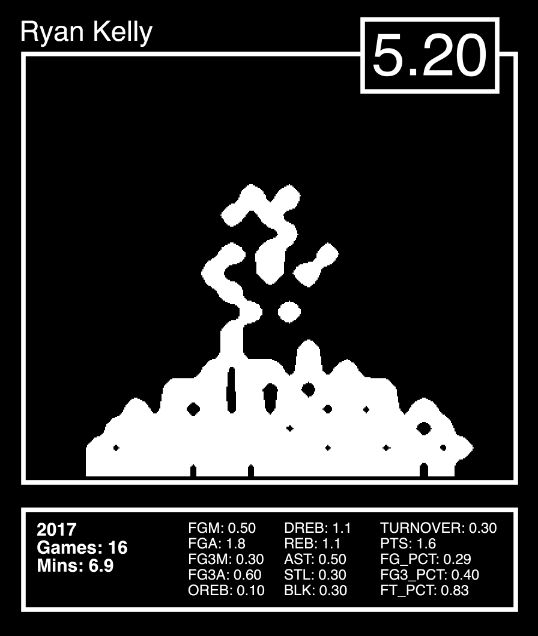 Ryan Kelly
5.20
2017
Games: 16
Mins: 6.9
FGM: 0.50
FGA: 1.8
FG3M: 0.30
FG3A: 0.60
OREB: 0.10
DREB: 1.1
REB: 1.1
AST: 0.50
STL: 0.30
BLK: 0.30
TURNOVER: 0.30
PTS: 1.6
FG_PCT: 0.29
FG3_PCT: 0.40
FT_PCT: 0.83